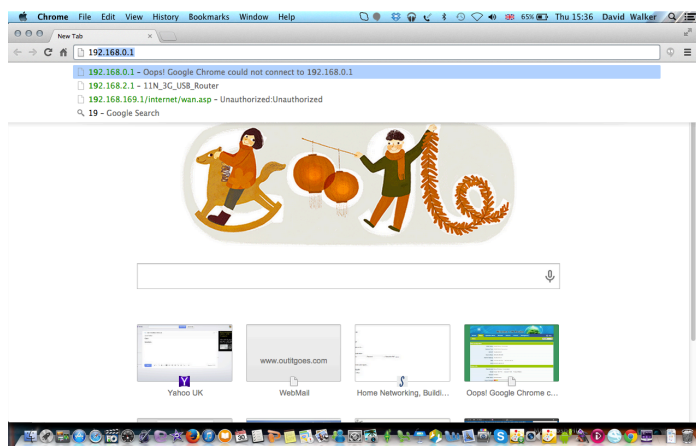 Chrome File Edit View History Bookmarks Window Help 65% Thu 15:36 David Walker
New Tab
192.168.0.1
192.168.0.1 – Oops! Google Chrome could not connect to 192.168.0.1
192.168.2.1 – 11N_3G_USB_Router
192.168.169.1/internet/wan.asp – Unauthorized:Unauthorized
19 – Google Search
www.outitgoes.com
Yahoo UK WebMail Home Networking, Buildi... Oops! Google Chrome c...